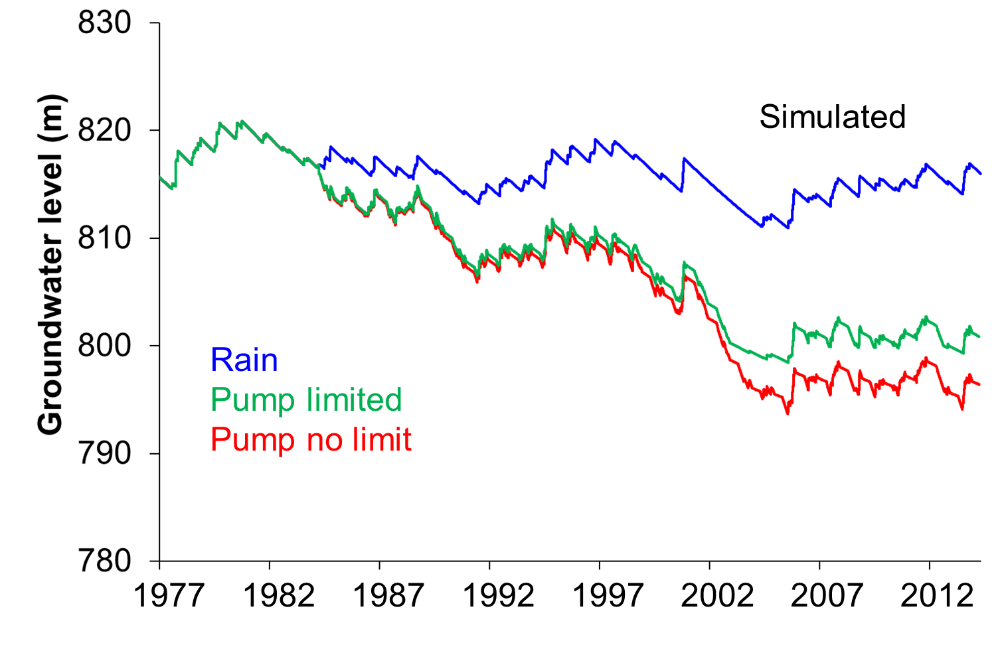 830
820
810
800
790
780
Groundwater level (m)
Simulated
Rain
Pump limited
Pump no limit
1977 1982 1987 1992 1997 2002 2007 2012